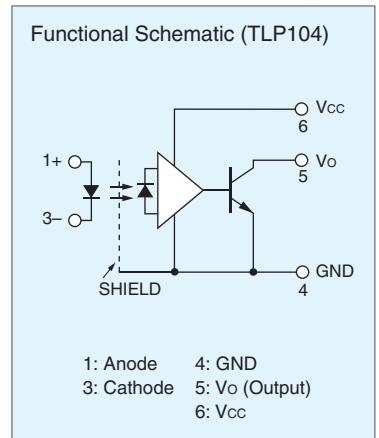 Functional Schematic (TLP104)
VCC
6
1+
VO
5
3–
GND
4
SHIELD
1: Anode 4: GND
3: Cathode 5: VO (Output)
6: VCC